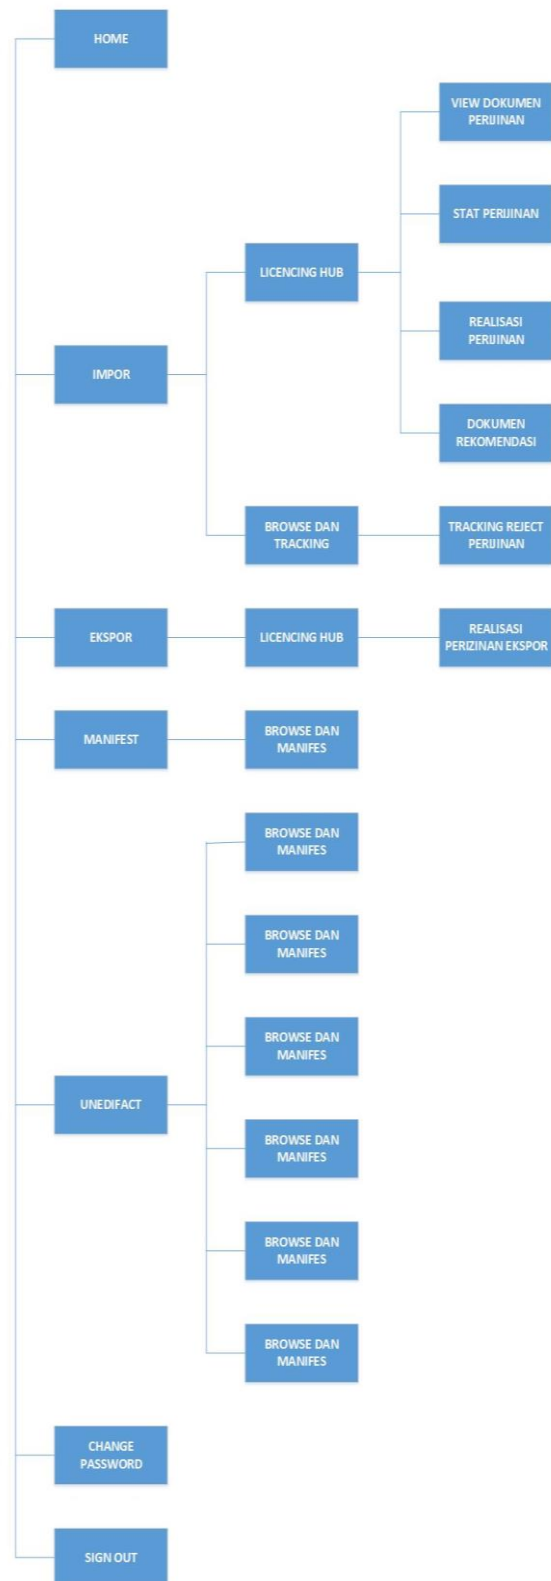 HOME
VIEW DOKUMEN
PERIJINAN
STAT PERIJINAN
LICENCING HUB
REALISASI
PERIJINAN
IMPOR
DOKUMEN
REKOMENDASI
BROWSE DAN
TRACKING
TRACKING REJECT
PERIJINAN
EKSPOR
LICENCING HUB
REALISASI
PERIZINAN EKSPOR
MANIFEST
BROWSE DAN
MANIFES
BROWSE DAN
MANIFES
BROWSE DAN
MANIFES
BROWSE DAN
MANIFES
UNEDIFACT
BROWSE DAN
MANIFES
BROWSE DAN
MANIFES
BROWSE DAN
MANIFES
CHANGE
PASSWORD
SIGN OUT